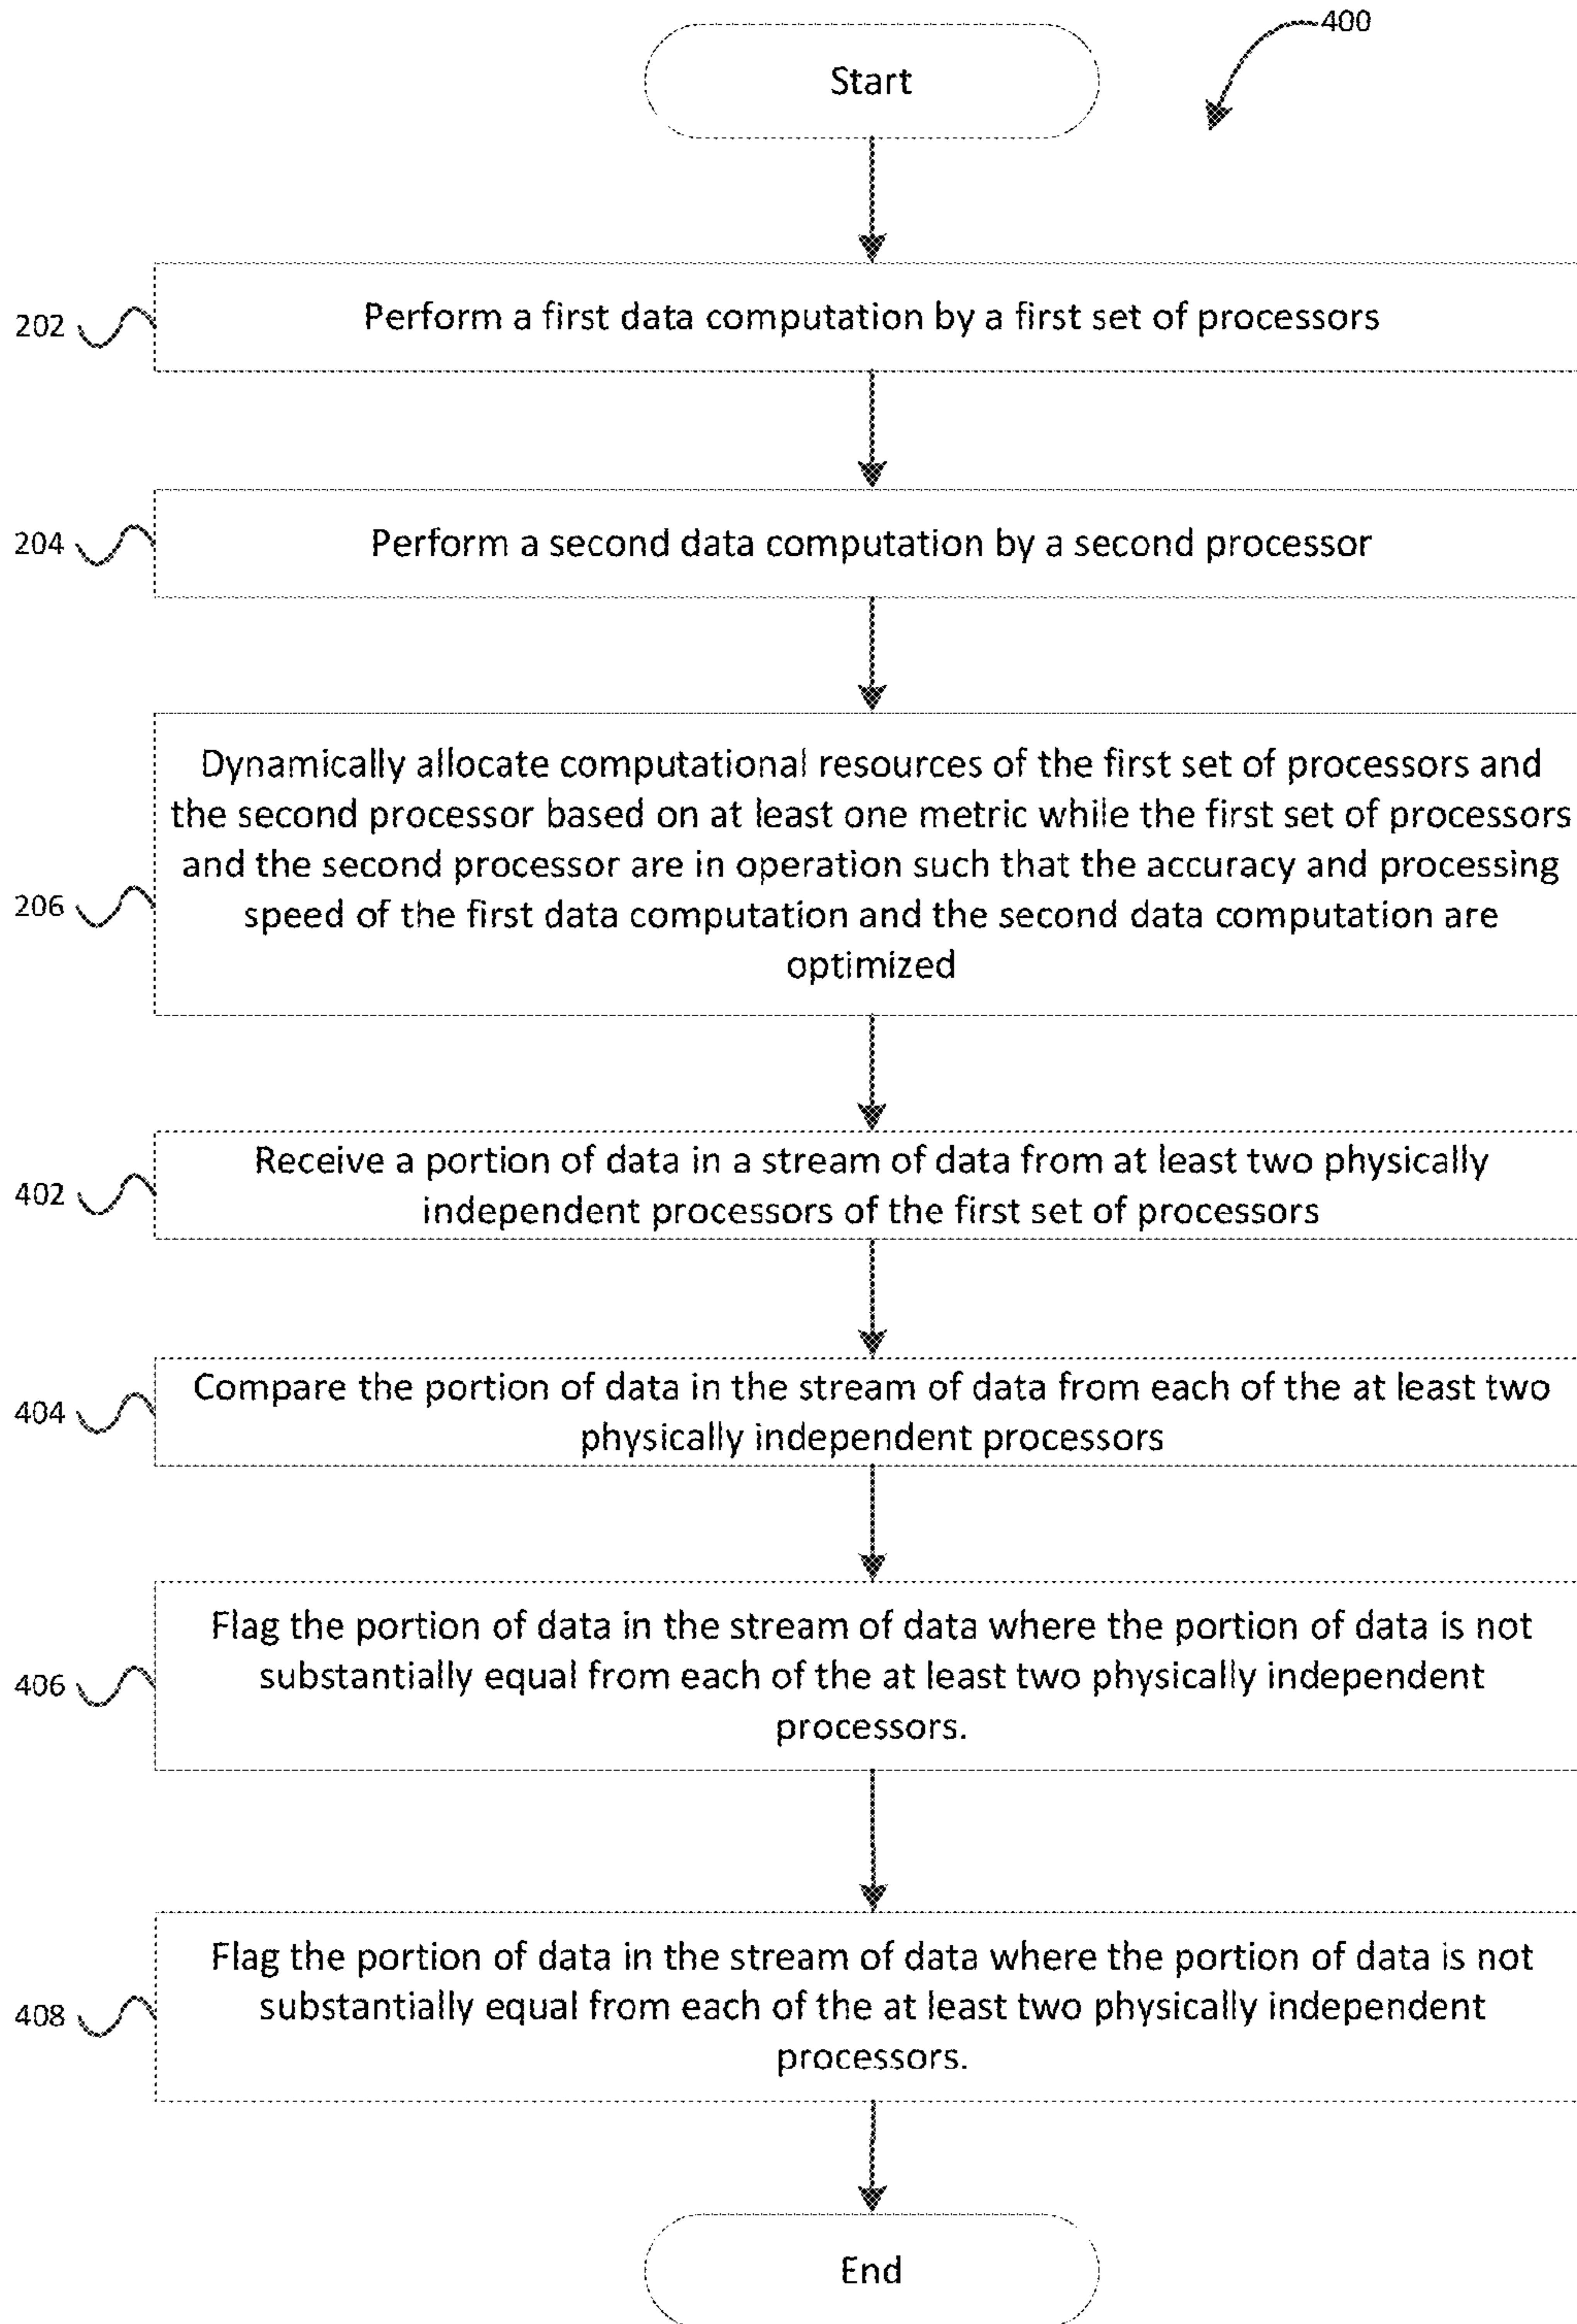 400
Start
202
Perform a first data computation by a first set of processors
204
Perform a second data computation by a second processor
206
Dynamically allocate computational resources of the first set of processors and
the second processor based on at least one metric while the first set of processors
and the second processor are in operation such that the accuracy and processing
speed of the first data computation and the second data computation are
optimized
402
Receive a portion of data in a stream of data from at least two physically
independent processors of the first set of processors
404
Compare the portion of data in the stream of data from each of the at least two
physically independent processors
406
Flag the portion of data in the stream of data where the portion of data is not
substantially equal from each of the at least two physically independent
processors.
408
Flag the portion of data in the stream of data where the portion of data is not
substantially equal from each of the at least two physically independent
processors.
End